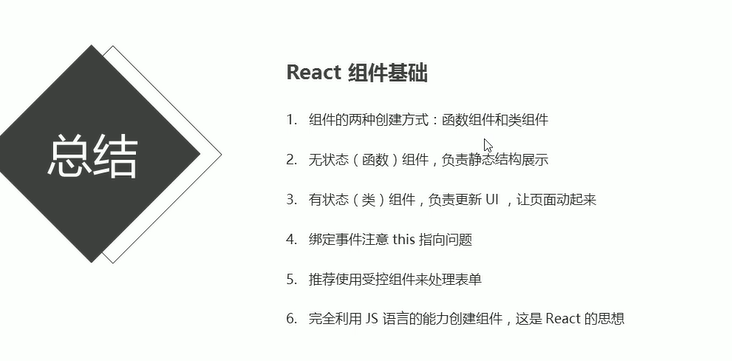 总结
React 组件基础
1. 组件的两种创建方式：函数组件和类组件
2. 无状态（函数）组件，负责静态结构展示
3. 有状态（类）组件，负责更新 UI ，让页面动起来
4. 绑定事件注意 this 指向问题
5. 推荐使用受控组件来处理表单
6. 完全利用 JS 语言的能力创建组件，这是 React 的思想